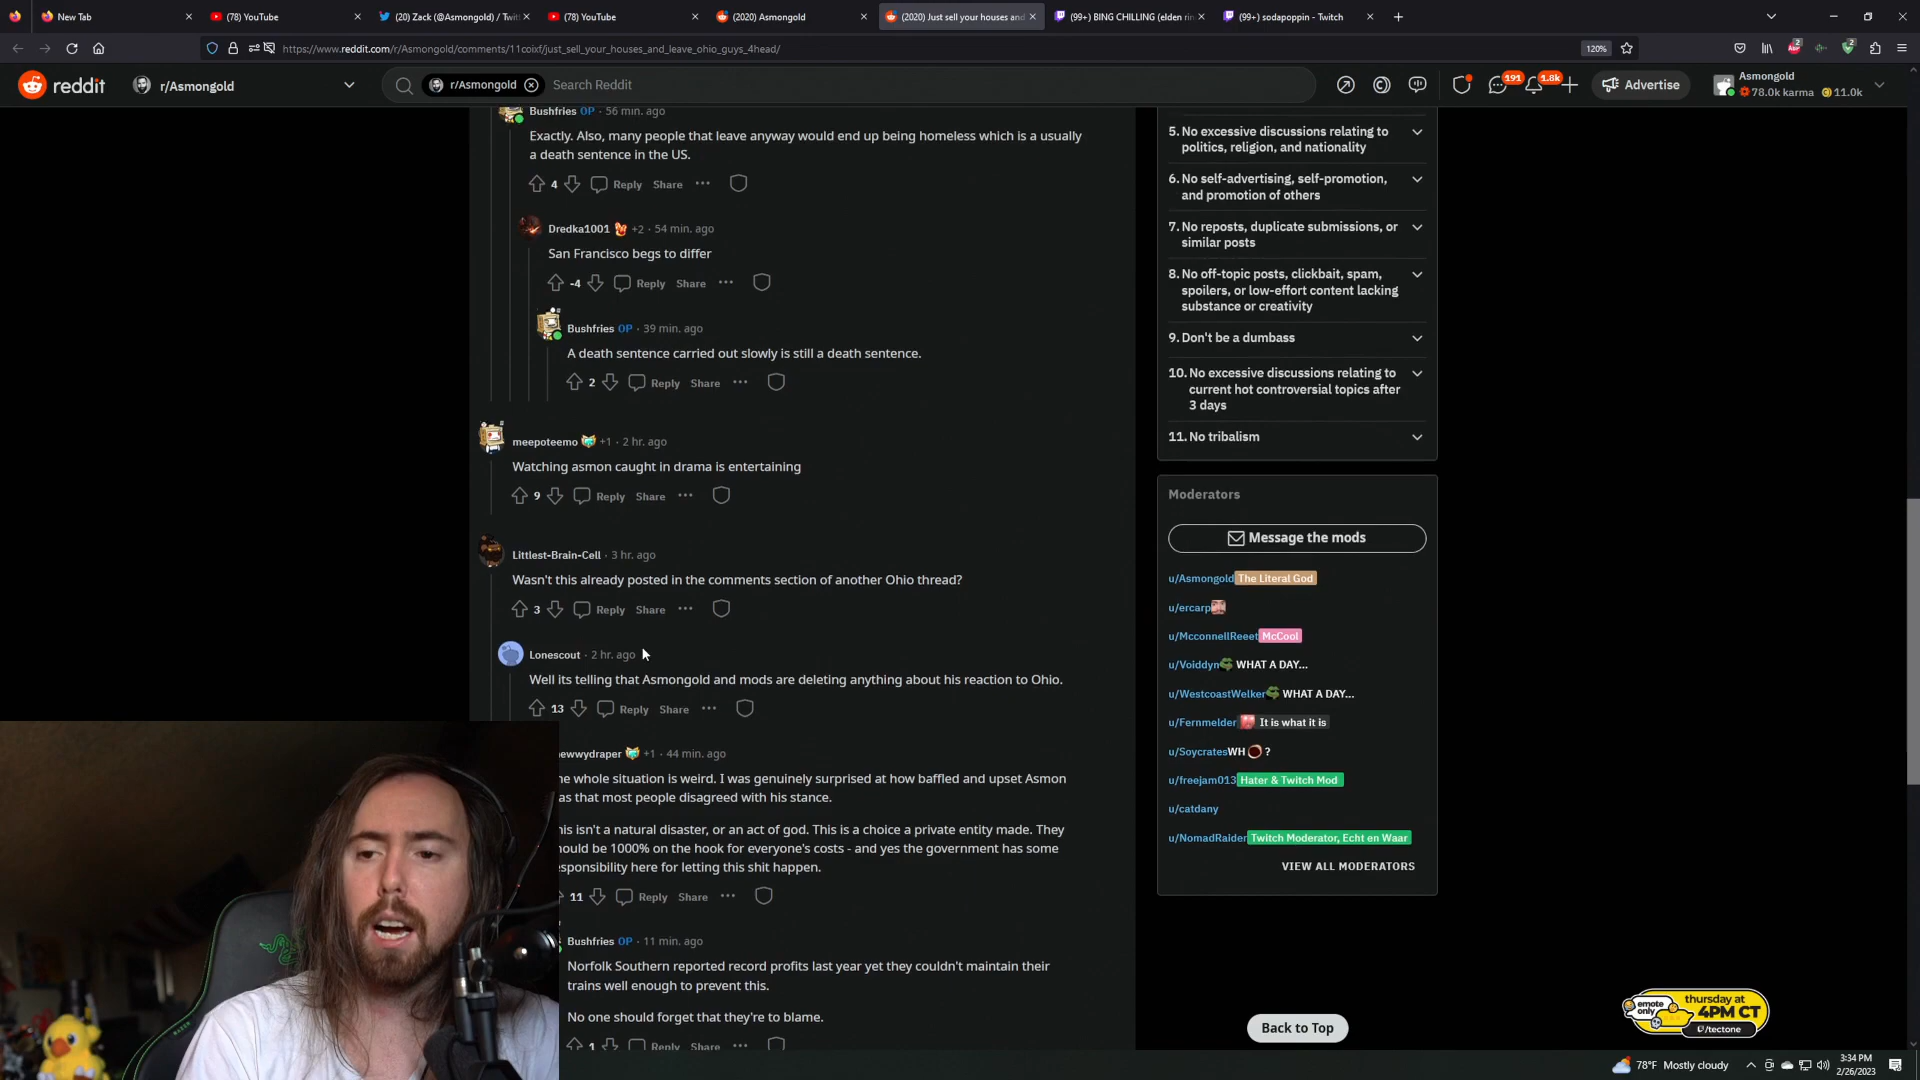 New Tab
(78) YouTube
(20) Zack (@Asmongold) / Twit
(78) YouTube
(2020) Asmongold
(2020) Just sell your houses and
(99+) BING CHILLING (elden rin
(99+) sodapoppin - Twitch
https://www.reddit.com/r/Asmongold/comments/11coixf/just_sell_your_houses_and_leave_ohio_guys_4head/
120%
2
2
reddit
r/Asmongold
r/Asmongold
Search Reddit
191
1.8k
Advertise
Asmongold
78.0k karma 11.0k
Bushfries OP · 56 min. ago
Exactly. Also, many people that leave anyway would end up being homeless which is a usually
a death sentence in the US.
4 Reply Share ···
Dredka1001 +2 · 54 min. ago
San Francisco begs to differ
-4 Reply Share ···
Bushfries OP · 39 min. ago
A death sentence carried out slowly is still a death sentence.
2 Reply Share ···
meepoteemo +1 · 2 hr. ago
Watching asmon caught in drama is entertaining
9 Reply Share ···
Littlest-Brain-Cell · 3 hr. ago
Wasn't this already posted in the comments section of another Ohio thread?
3 Reply Share ···
Lonescout · 2 hr. ago
Well its telling that Asmongold and mods are deleting anything about his reaction to Ohio.
13 Reply Share ···
ewwydraper +1 · 44 min. ago
he whole situation is weird. I was genuinely surprised at how baffled and upset Asmon
as that most people disagreed with his stance.
his isn't a natural disaster, or an act of god. This is a choice a private entity made. They
hould be 1000% on the hook for everyone's costs - and yes the government has some
esponsibility here for letting this shit happen.
11 Reply Share ···
Bushfries OP · 11 min. ago
Norfolk Southern reported record profits last year yet they couldn't maintain their
trains well enough to prevent this.
No one should forget that they're to blame.
1 Reply Share ···
5. No excessive discussions relating to
politics, religion, and nationality
6. No self-advertising, self-promotion,
and promotion of others
7. No reposts, duplicate submissions, or
similar posts
8. No off-topic posts, clickbait, spam,
spoilers, or low-effort content lacking
substance or creativity
9. Don't be a dumbass
10. No excessive discussions relating to
current hot controversial topics after
3 days
11. No tribalism
Moderators
Message the mods
u/Asmongold The Literal God
u/ercarp
u/McconnellReeet McCool
u/Voiddyn WHAT A DAY...
u/WestcoastWelker WHAT A DAY...
u/Fernmelder It is what it is
u/Soycrates WH ?
u/freejam013 Hater & Twitch Mod
u/catdany
u/NomadRaider Twitch Moderator, Echt en Waar
VIEW ALL MODERATORS
Back to Top
emote
only
thursday at
4PM CT
/tectone
78°F Mostly cloudy
3:34 PM
2/26/2023